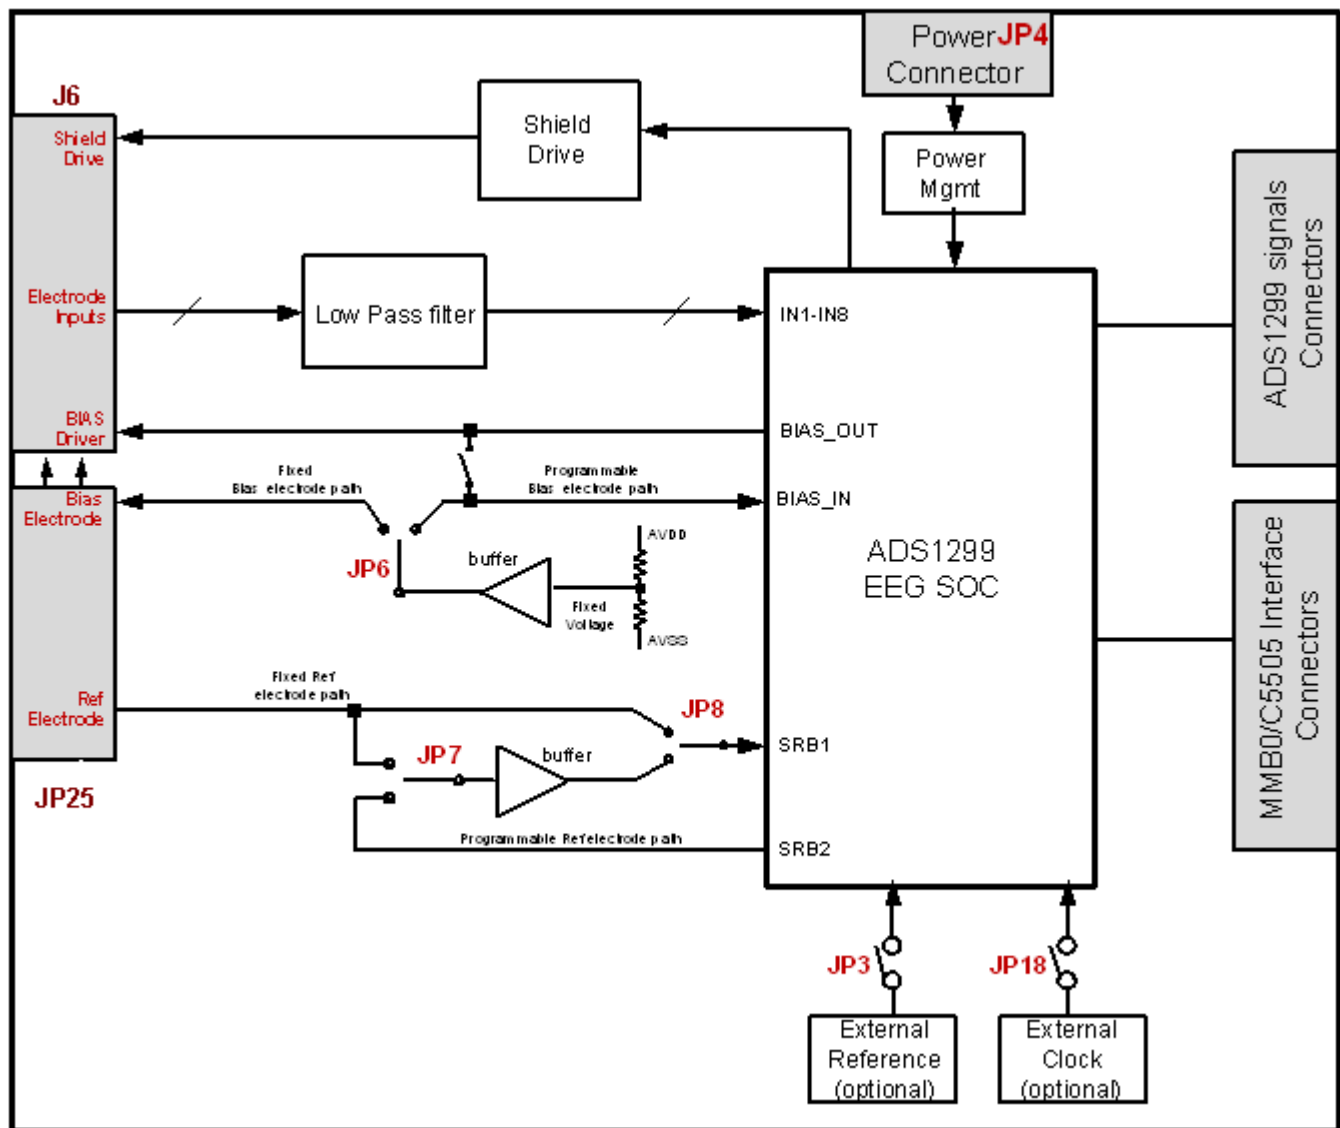 Power JP4
Connector
J6
Shield
Drive
Shield
Drive
Power
Mgmt
ADS1299 signals
Connectors
Electrode
Inputs
Low Pass filter
IN1-IN8
BIAS
Driver
BIAS_OUT
Fixed
Bias electrode path
Programmable
Bias electrode path
Bias
Electrode
BIAS_IN
ADS1299
EEG SOC
AVDD
JP6
buffer
Fixed
Voltage
AVSS
MMB0/C5505 Interface
Connectors
Fixed Ref
electrode path
Ref
Electrode
JP8
SRB1
JP7
buffer
JP25
Programmable Ref electrode path
SRB2
JP3
JP18
External
Reference
(optional)
External
Clock
(optional)